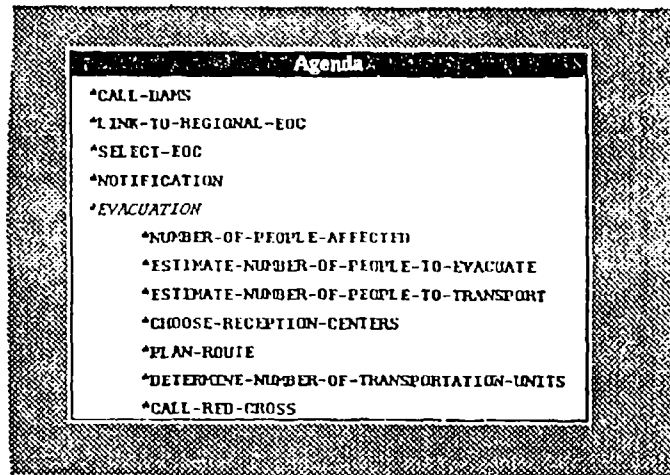 Agenda
*CALL-DAMS
*LINK-TO-REGIONAL-EOC
*SELECT-EOC
*NOTIFICATION
*EVACUATION
*NUMBER-OF-PEOPLE-AFFECTED
*ESTIMATE-NUMBER-OF-PEOPLE-TO-EVACUATE
*ESTIMATE-NUMBER-OF-PEOPLE-TO-TRANSPORT
*CHOOSE-RECEPTION-CENTERS
*PLAN-ROUTE
*DETERMINE-NUMBER-OF-TRANSPORTATION-UNITS
*CALL-RED-CROSS